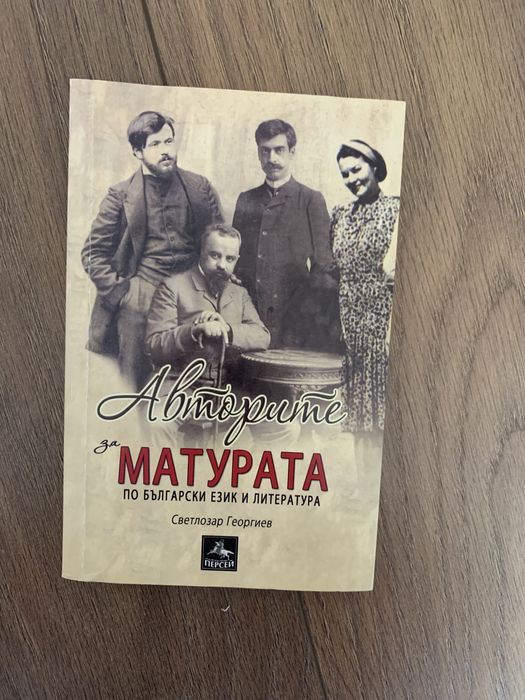 Авторите
за
МАТУРАТА
ПО БЪЛГАРСКИ ЕЗИК И ЛИТЕРАТУРА
Светлозар Георгиев
ПЕРСЕЙ